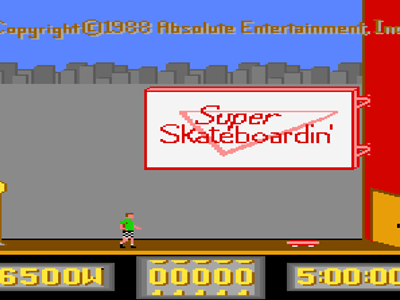 Copyright©1988 Absolute Entertainment, Inc
Super
Skateboardin'
6500W
00000
5:00:00